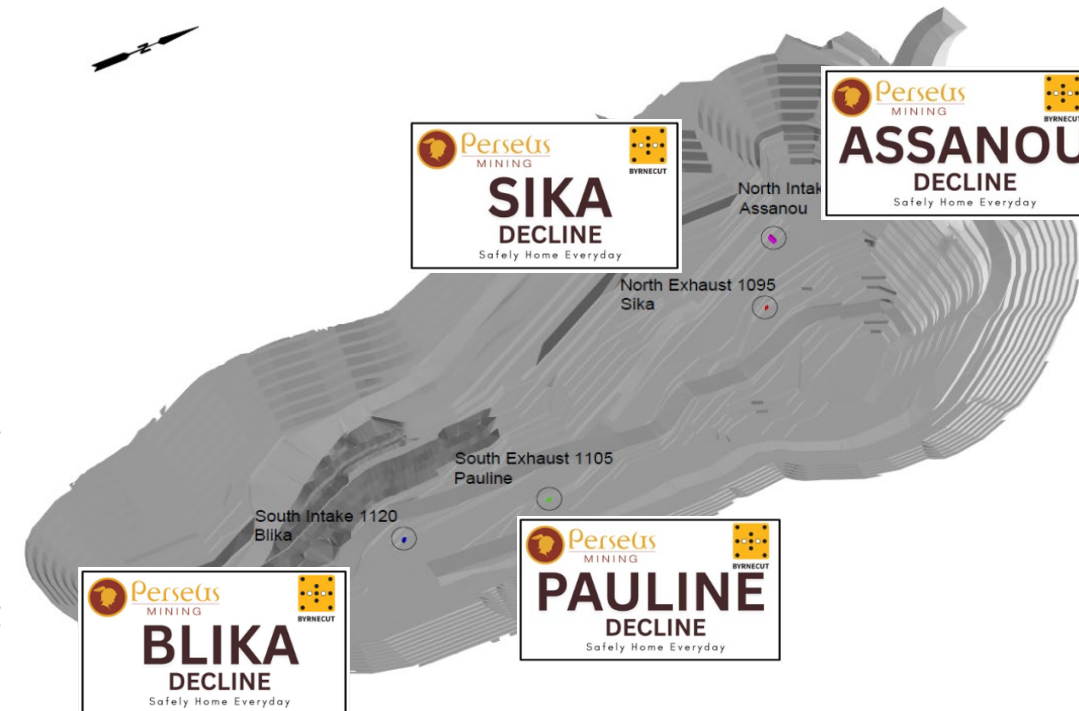 N
Perseus
MINING
BYRNECUT
ASSANOU
DECLINE
Safely Home Everyday
Perseus
MINING
BYRNECUT
SIKA
DECLINE
Safely Home Everyday
North Intak
Assanou
North Exhaust 1095
Sika
South Exhaust 1105
Pauline
South Intake 1120
Blika
Perseus
MINING
BYRNECUT
PAULINE
DECLINE
Safely Home Everyday
Perseus
MINING
BYRNECUT
BLIKA
DECLINE
Safely Home Everyday